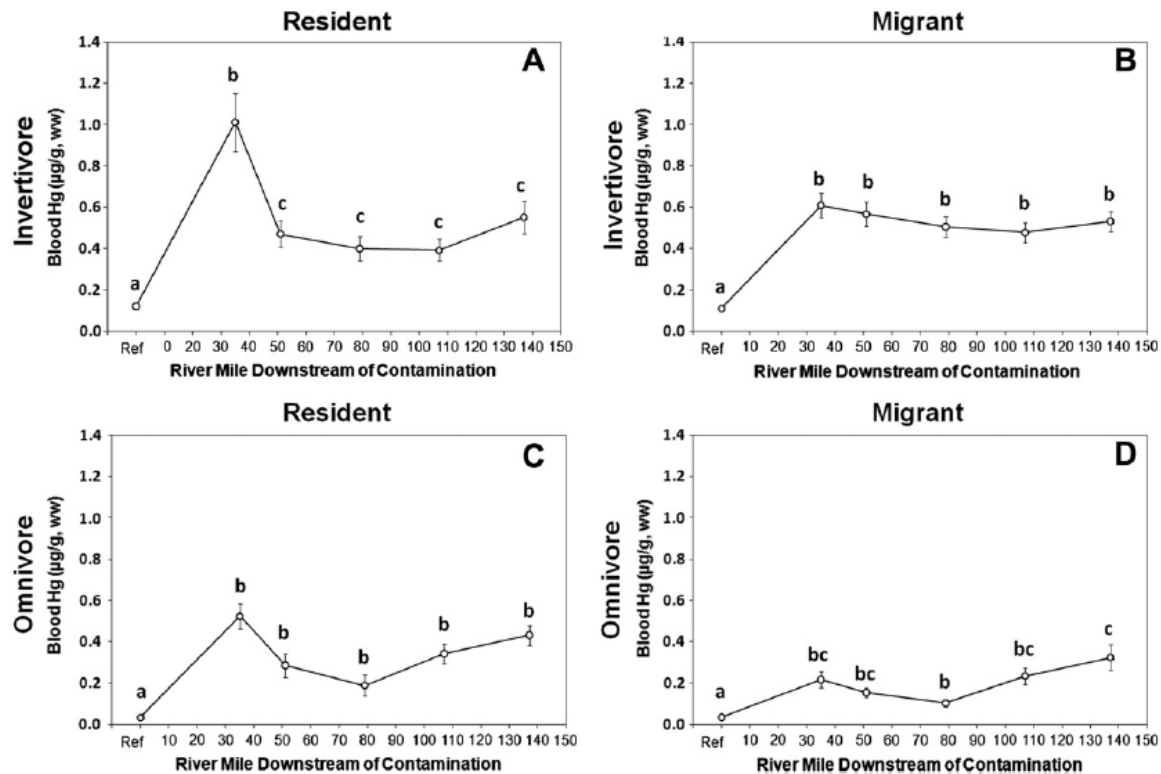 Resident
Migrant
Invertivore
Blood Hg (µg/g, ww)
1.4
1.2
1.0
0.8
0.6
0.4
0.2
0.0
A
a
b
c
c
c
c
Ref 0 10 20 30 40 50 60 70 80 90 100 110 120 130 140 150
River Mile Downstream of Contamination
Invertivore
Blood Hg (µg/g, ww)
1.4
1.2
1.0
0.8
0.6
0.4
0.2
0.0
B
a
b
b
b
b
b
Ref 10 20 30 40 50 60 70 80 90 100 110 120 130 140 150
River Mile Downstream of Contamination
Resident
Migrant
Omnivore
Blood Hg (µg/g, ww)
1.4
1.2
1.0
0.8
0.6
0.4
0.2
0.0
C
a
b
b
b
b
b
Ref 10 20 30 40 50 60 70 80 90 100 110 120 130 140 150
River Mile Downstream of Contamination
Omnivore
Blood Hg (µg/g, ww)
1.4
1.2
1.0
0.8
0.6
0.4
0.2
0.0
D
a
bc
bc
b
bc
c
Ref 10 20 30 40 50 60 70 80 90 100 110 120 130 140 150
River Mile Downstream of Contamination